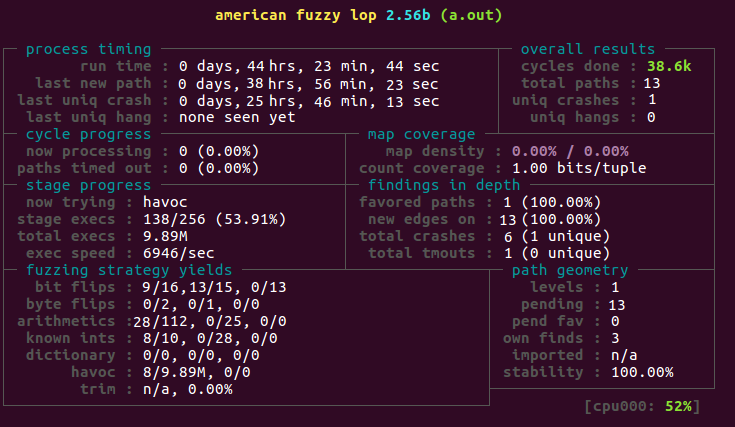 american fuzzy lop 2.56b (a.out)
process timing
run time : 0 days, 44 hrs, 23 min, 44 sec
last new path : 0 days, 38 hrs, 56 min, 23 sec
last uniq crash : 0 days, 25 hrs, 46 min, 13 sec
last uniq hang : none seen yet
overall results
cycles done : 38.6k
total paths : 13
uniq crashes : 1
uniq hangs : 0
cycle progress
now processing : 0 (0.00%)
paths timed out : 0 (0.00%)
map coverage
map density : 0.00% / 0.00%
count coverage : 1.00 bits/tuple
stage progress
now trying : havoc
stage execs : 138/256 (53.91%)
total execs : 9.89M
exec speed : 6946/sec
findings in depth
favored paths : 1 (100.00%)
new edges on : 13 (100.00%)
total crashes : 6 (1 unique)
total tmouts : 1 (0 unique)
fuzzing strategy yields
bit flips : 9/16,13/15, 0/13
byte flips : 0/2, 0/1, 0/0
arithmetics :28/112, 0/25, 0/0
known ints : 8/10, 0/28, 0/0
dictionary : 0/0, 0/0, 0/0
havoc : 8/9.89M, 0/0
trim : n/a, 0.00%
path geometry
levels : 1
pending : 13
pend fav : 0
own finds : 3
imported : n/a
stability : 100.00%
[cpu000: 52%]